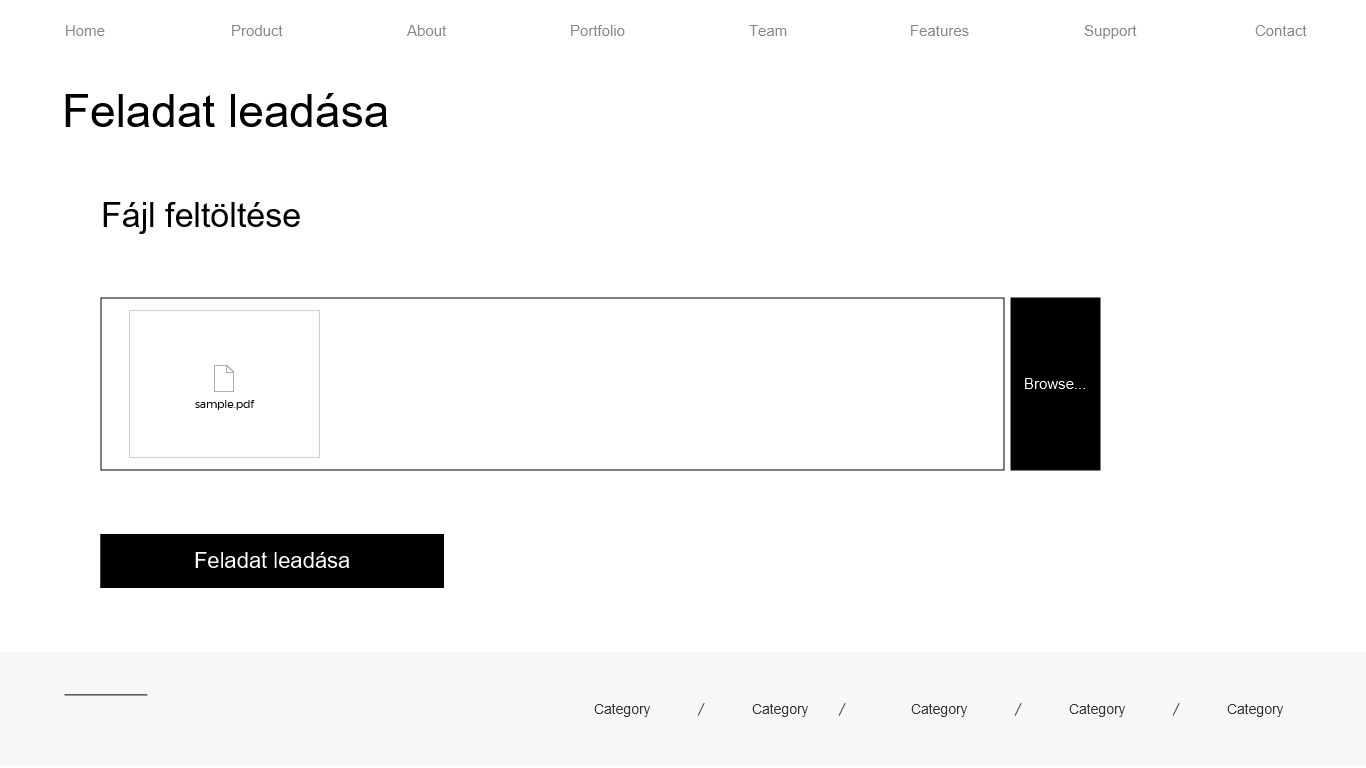 Home Product About Portfolio Team Features Support Contact
Feladat leadása
Fájl feltöltése
sample.pdf
Browse...
Feladat leadása
Category / Category / Category / Category / Category